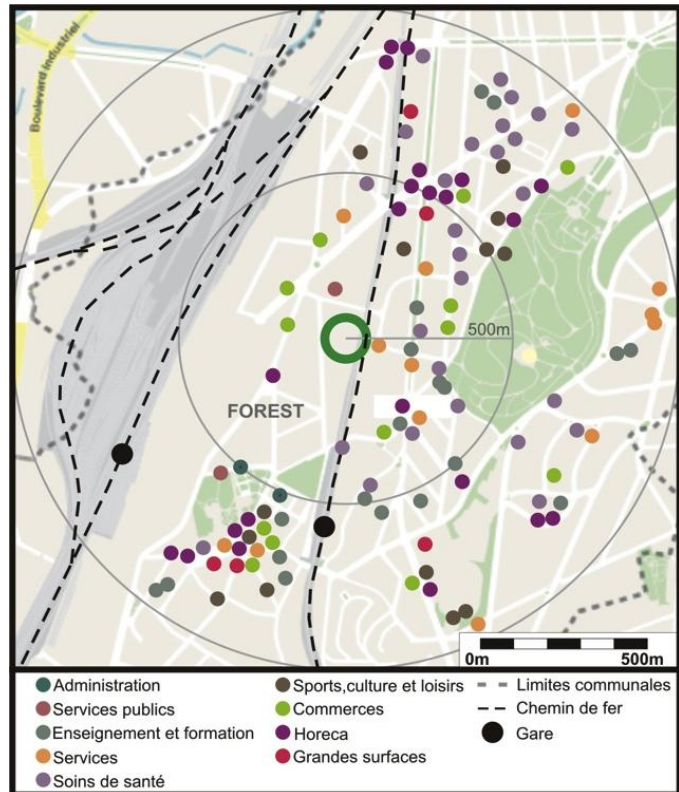 Boulevard Industriel
500m
FOREST
0m 500m
Administration
Services publics
Enseignement et formation
Services
Soins de santé
Sports,culture et loisirs
Commerces
Horeca
Grandes surfaces
Limites communales
Chemin de fer
Gare